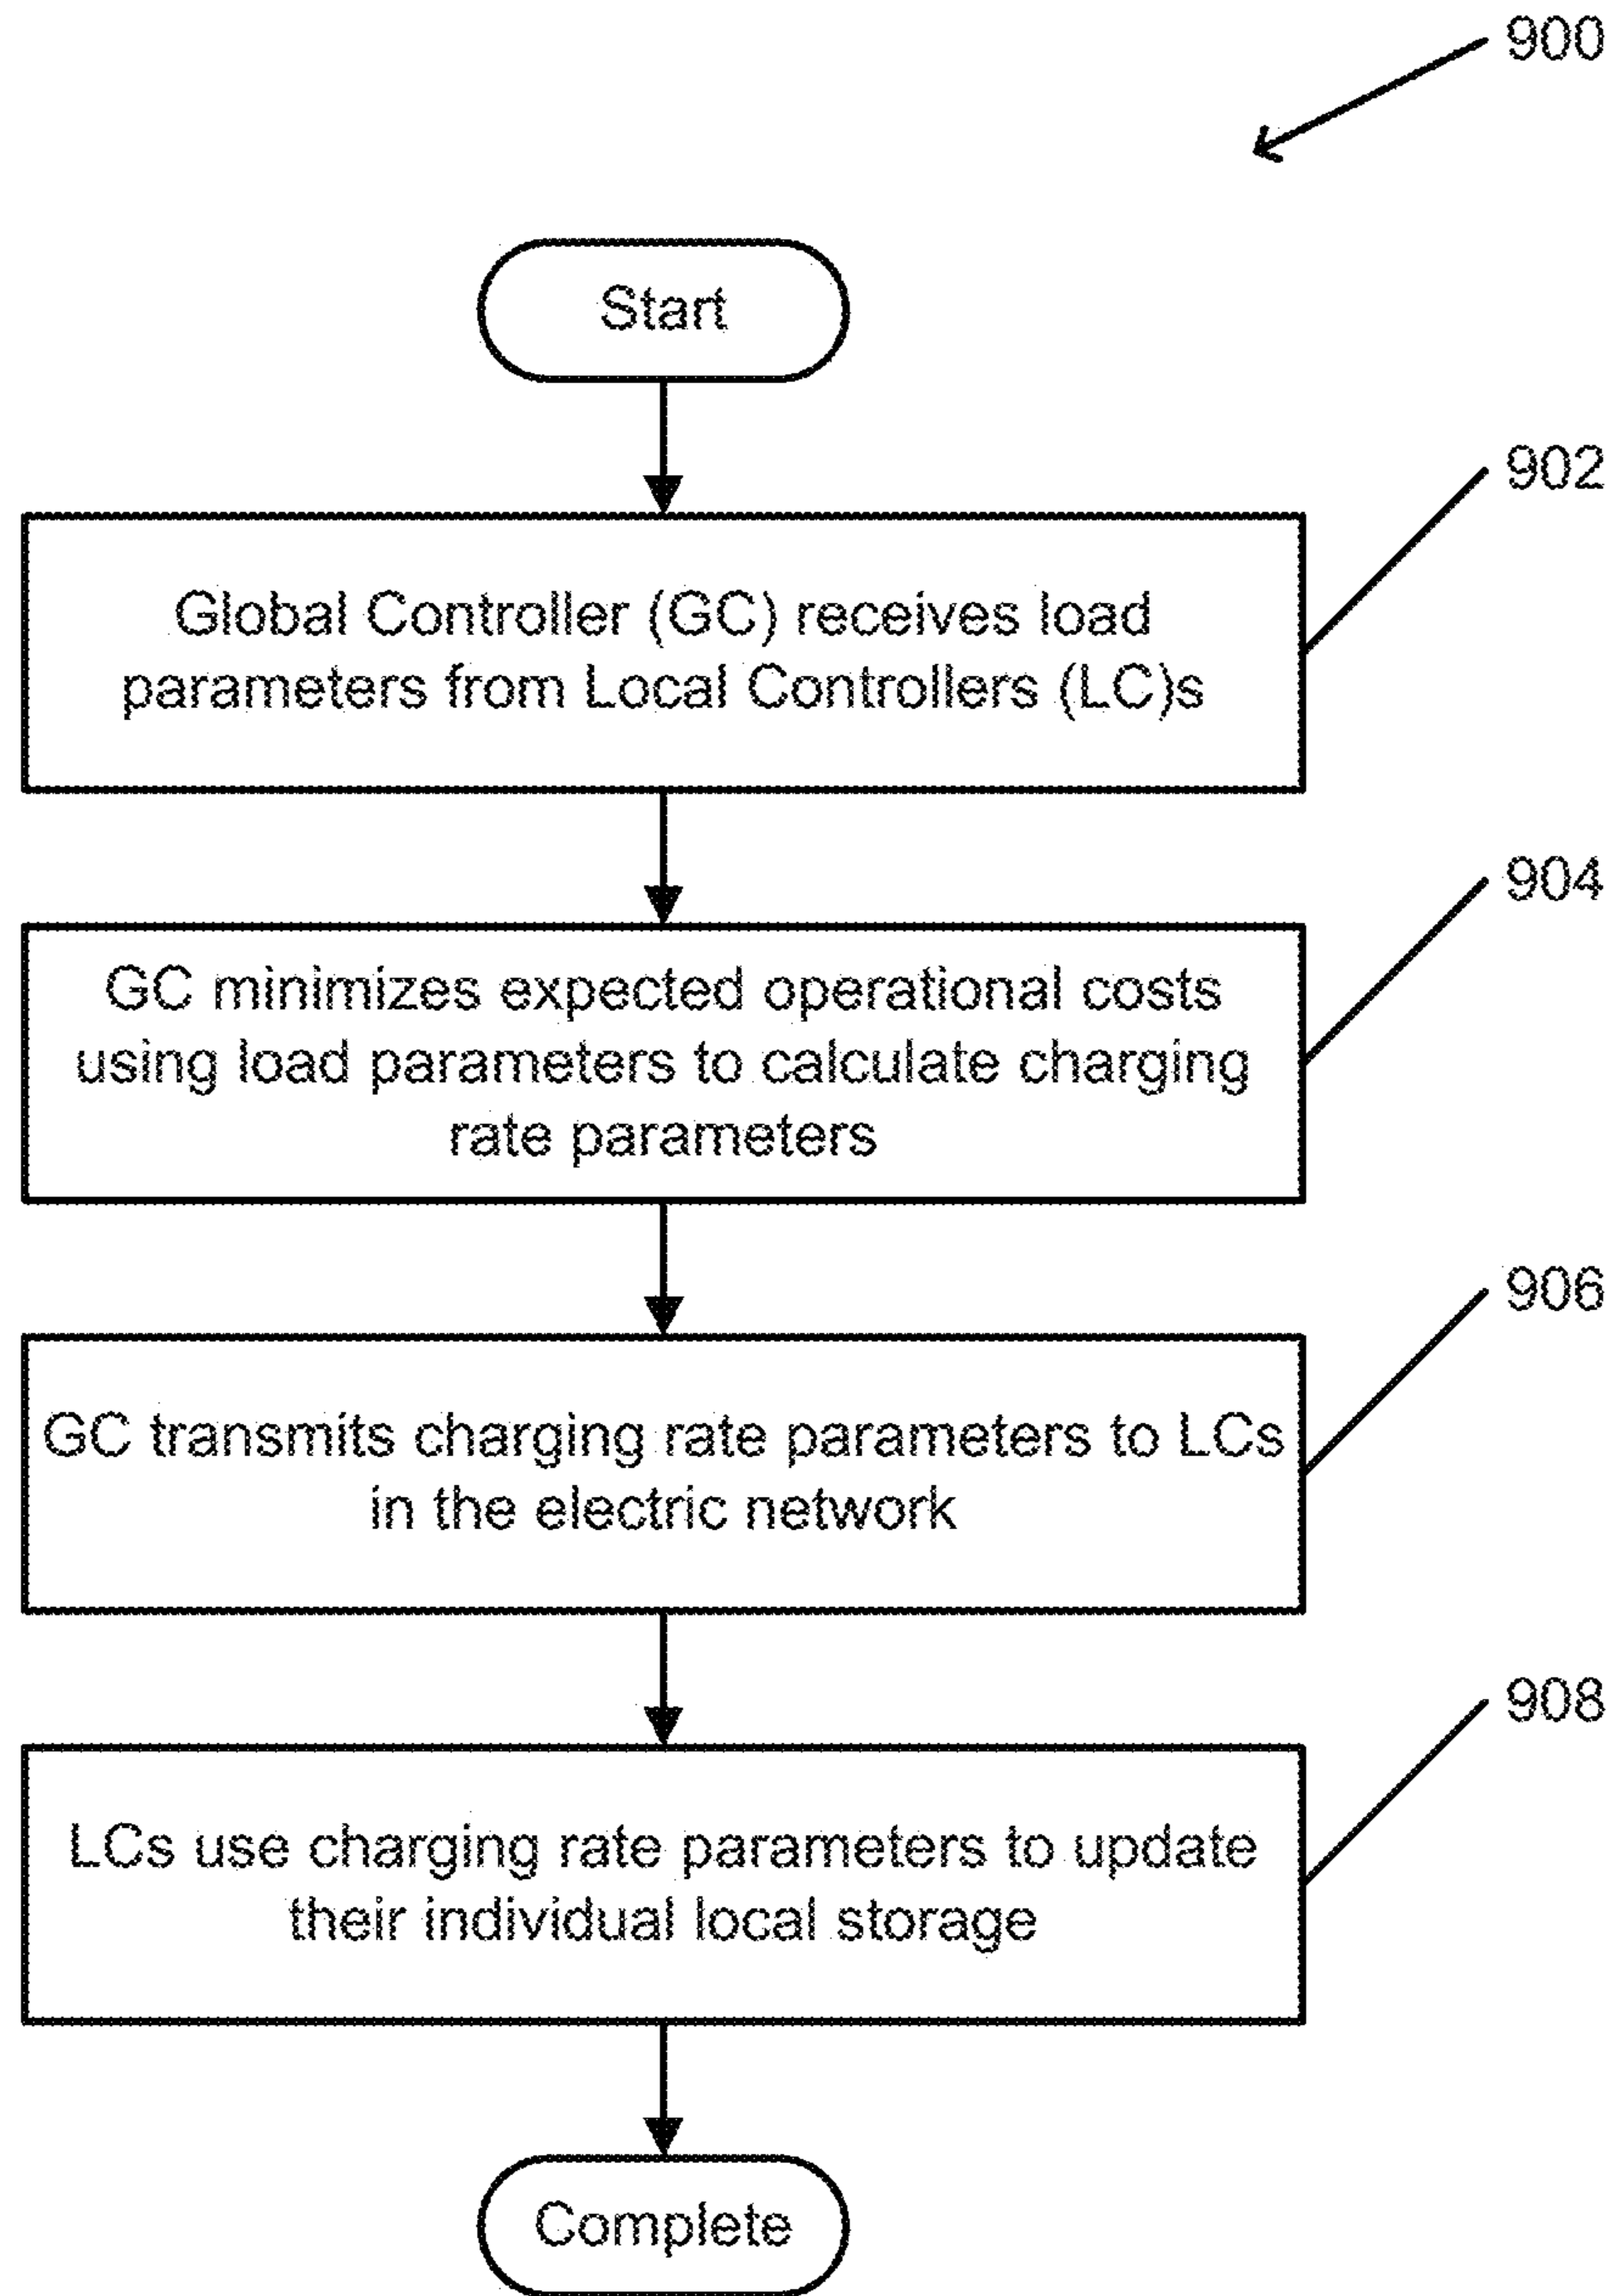 900
Start
902
Global Controller (GC) receives load
parameters from Local Controllers (LC)s
904
GC minimizes expected operational costs
using load parameters to calculate charging
rate parameters
906
GC transmits charging rate parameters to LCs
in the electric network
908
LCs use charging rate parameters to update
their individual local storage
Complete